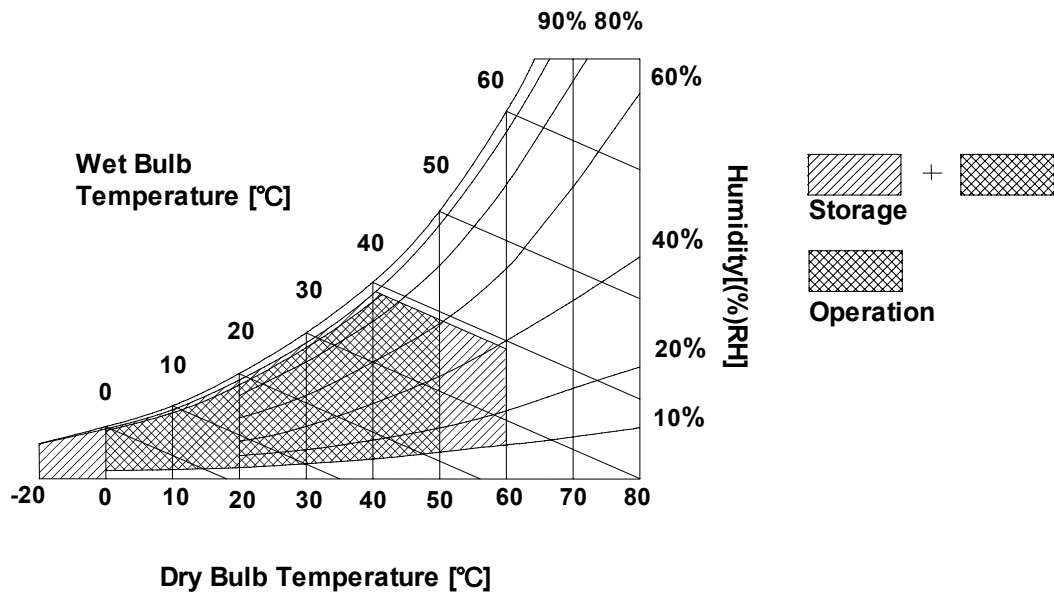 90% 80%
60
60%
50
Wet Bulb
Temperature [℃]
Storage
+
40
40%
Humidity[(%)RH]
30
Operation
20
20%
10
0
10%
-20 0 10 20 30 40 50 60 70 80
Dry Bulb Temperature [℃]